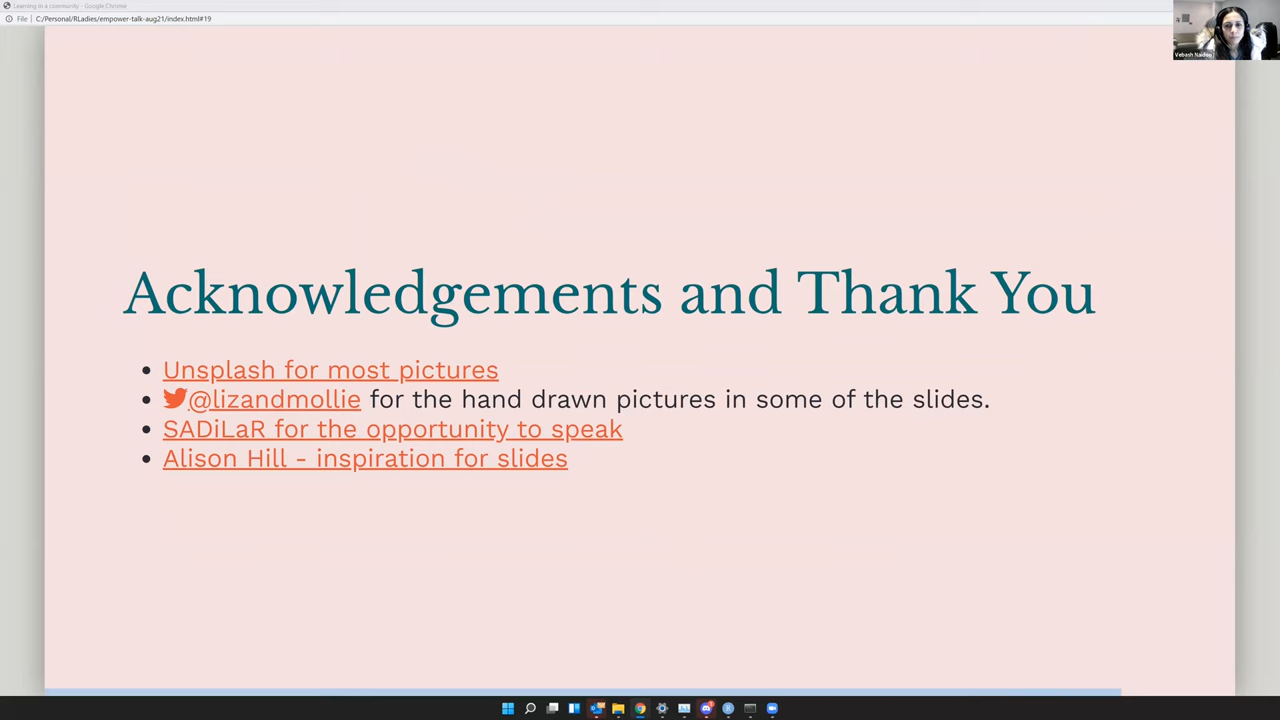 Learning in a community - Google Chrome
File | C:/Personal/RLadies/empower-talk-aug21/index.html#19
Vebash Naidoo
Acknowledgements and Thank You
Unsplash for most pictures
@lizandmollie for the hand drawn pictures in some of the slides.
SADiLaR for the opportunity to speak
Alison Hill - inspiration for slides